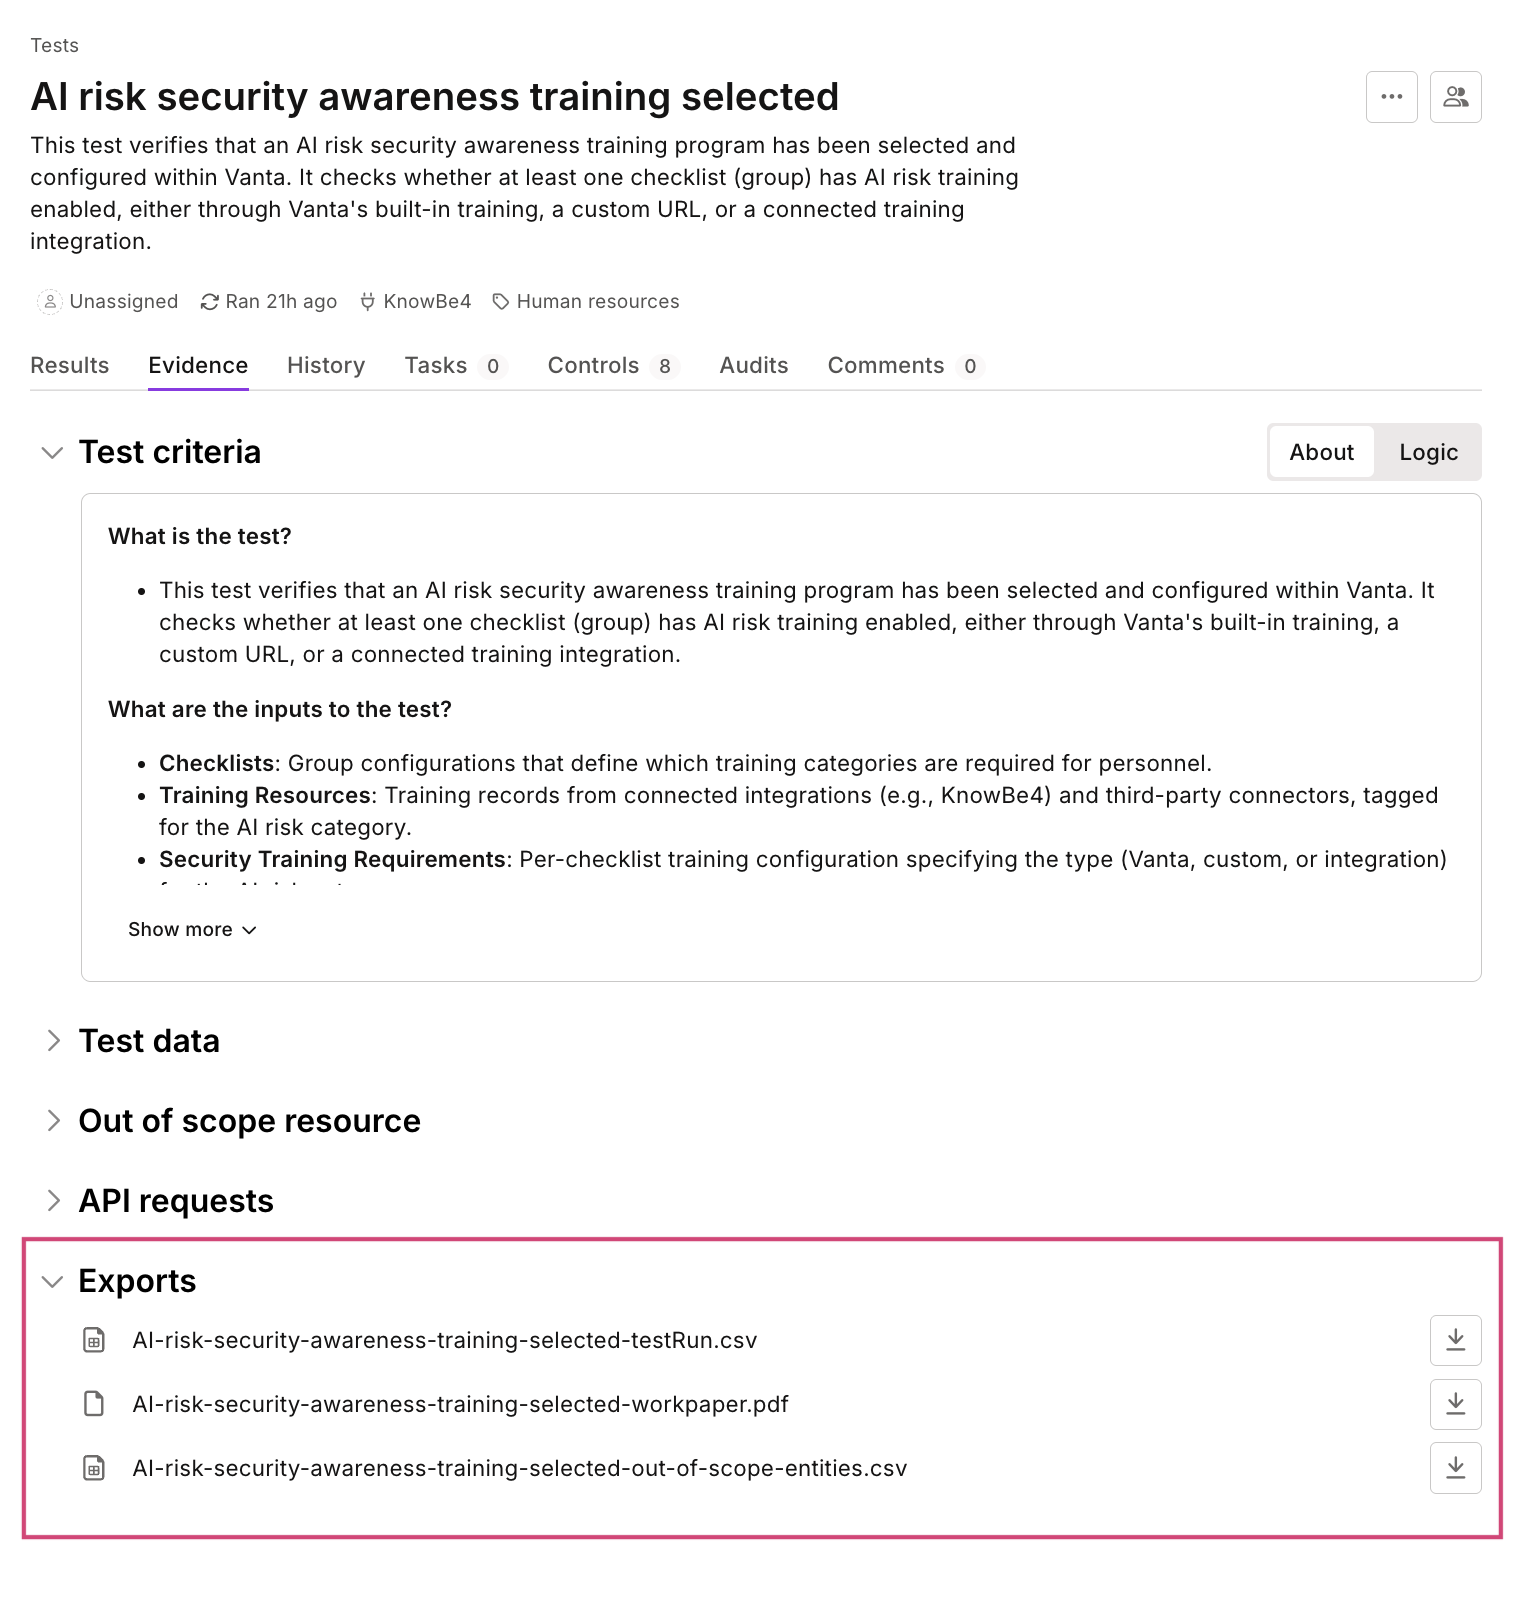 Tests
AI risk security awareness training selected
This test verifies that an AI risk security awareness training program has been selected and
configured within Vanta. It checks whether at least one checklist (group) has AI risk training
enabled, either through Vanta's built-in training, a custom URL, or a connected training
integration.
Unassigned Ran 21h ago KnowBe4 Human resources
Results Evidence History Tasks 0 Controls 8 Audits Comments 0
Test criteria About Logic
What is the test?
• This test verifies that an AI risk security awareness training program has been selected and configured within Vanta. It
checks whether at least one checklist (group) has AI risk training enabled, either through Vanta's built-in training, a
custom URL, or a connected training integration.
What are the inputs to the test?
• Checklists: Group configurations that define which training categories are required for personnel.
• Training Resources: Training records from connected integrations (e.g., KnowBe4) and third-party connectors, tagged
for the AI risk category.
• Security Training Requirements: Per-checklist training configuration specifying the type (Vanta, custom, or integration)
Show more
Test data
Out of scope resource
API requests
Exports
AI-risk-security-awareness-training-selected-testRun.csv
AI-risk-security-awareness-training-selected-workpaper.pdf
AI-risk-security-awareness-training-selected-out-of-scope-entities.csv